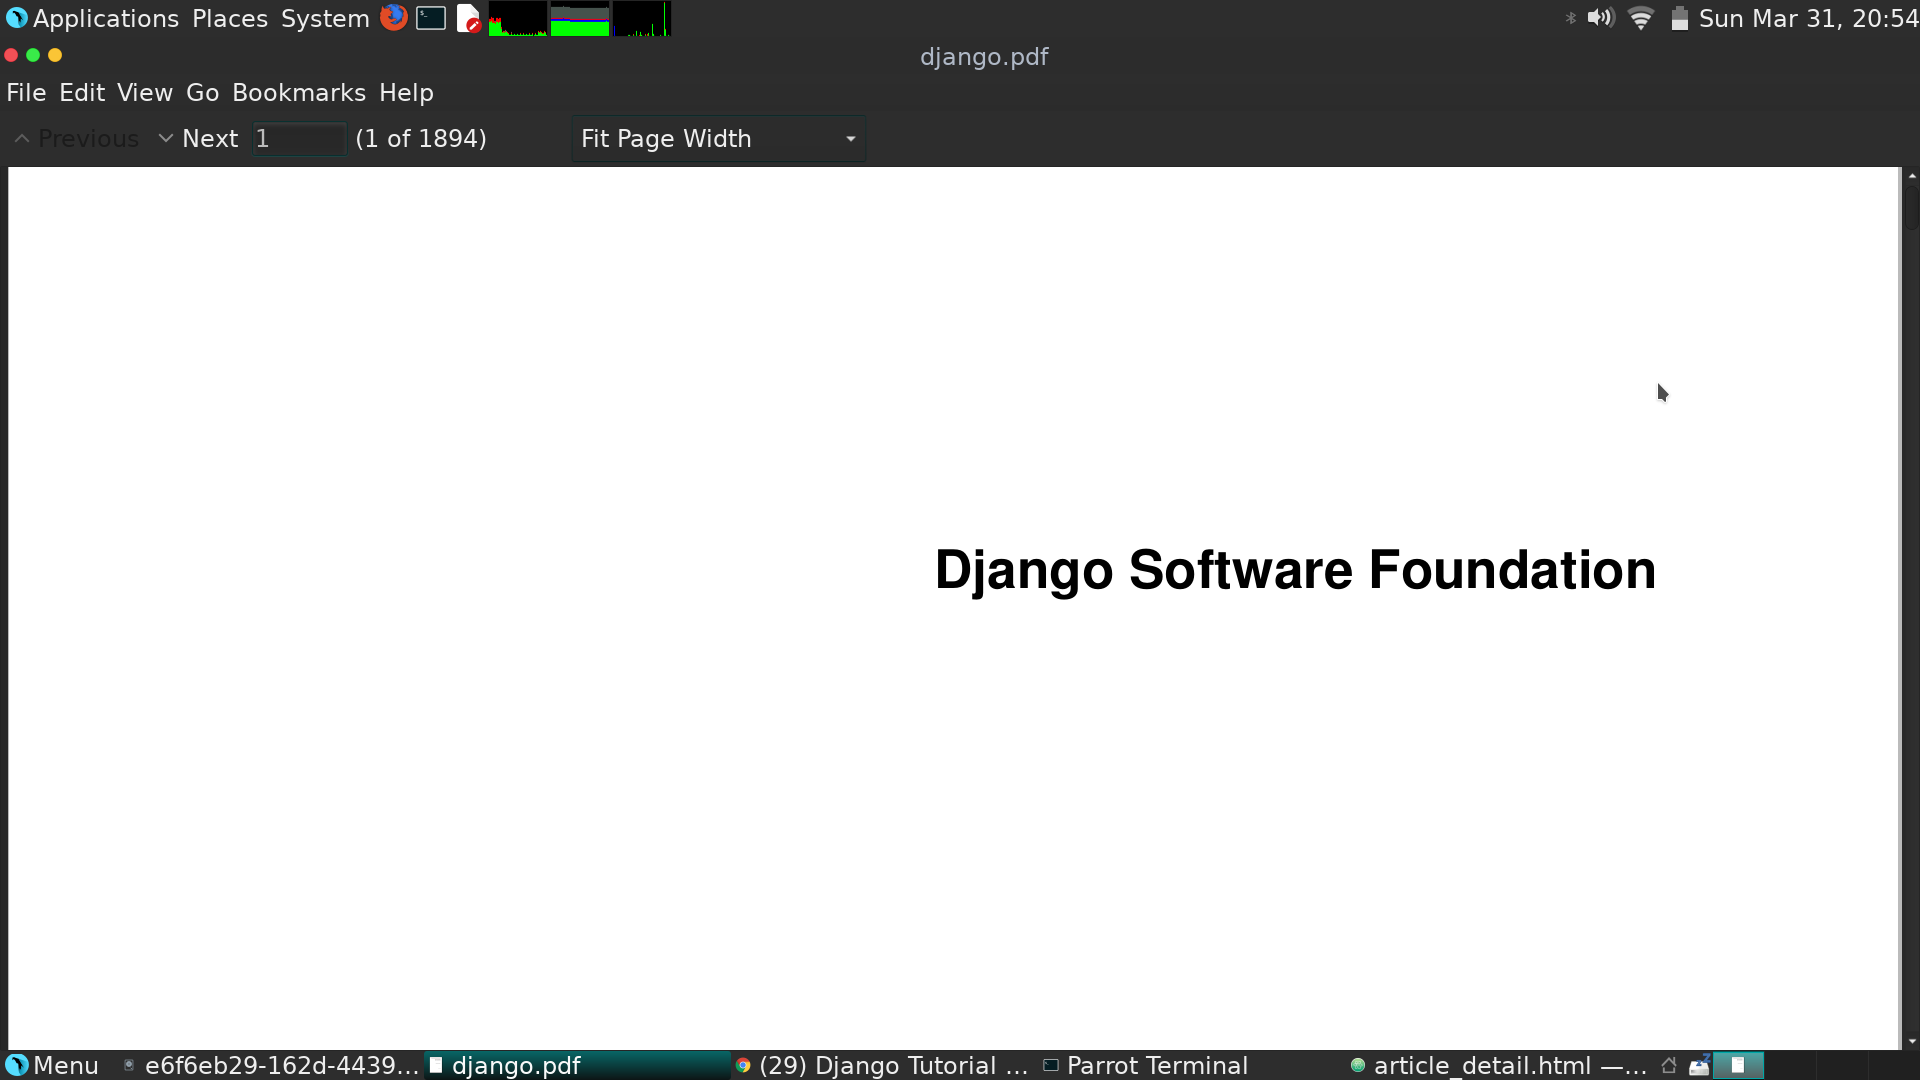 Applications Places System Sun Mar 31, 20:54
django.pdf
File Edit View Go Bookmarks Help
Previous Next 1 (1 of 1894) Fit Page Width
Django Software Foundation
Menu e6f6eb29-162d-4439... django.pdf (29) Django Tutorial ... Parrot Terminal article_detail.html —...